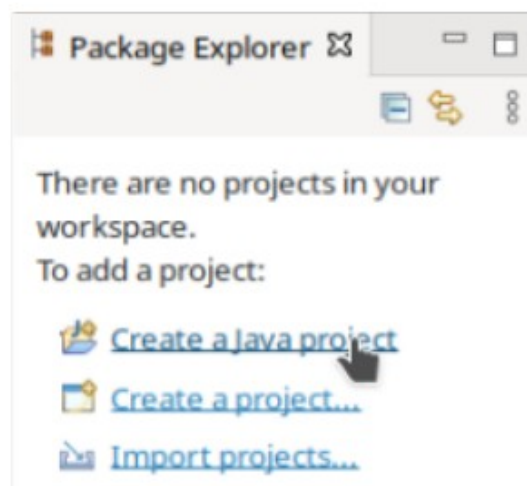 Package Explorer
There are no projects in your
workspace.
To add a project:
Create a Java project
Create a project...
Import projects...